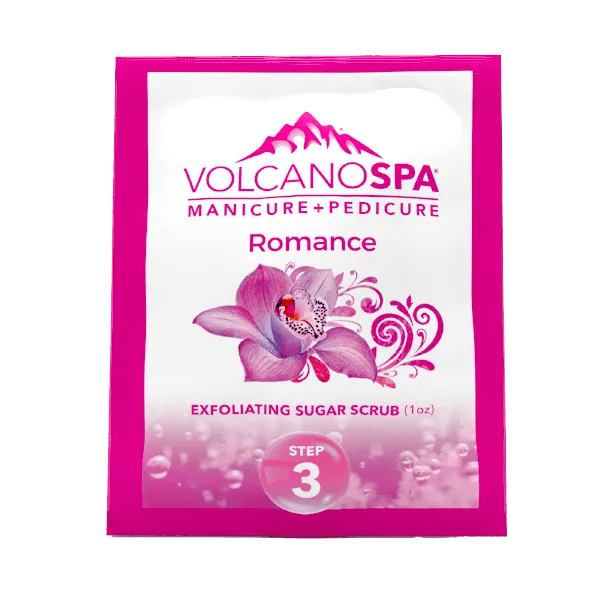 VOLCANOSPA®
MANICURE+PEDICURE
Romance
EXFOLIATING SUGAR SCRUB (1oz)
STEP
3